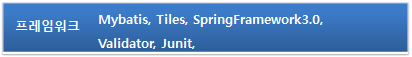 프레임워크
Mybatis, Tiles, SpringFramework3.0,
Validator, Junit,